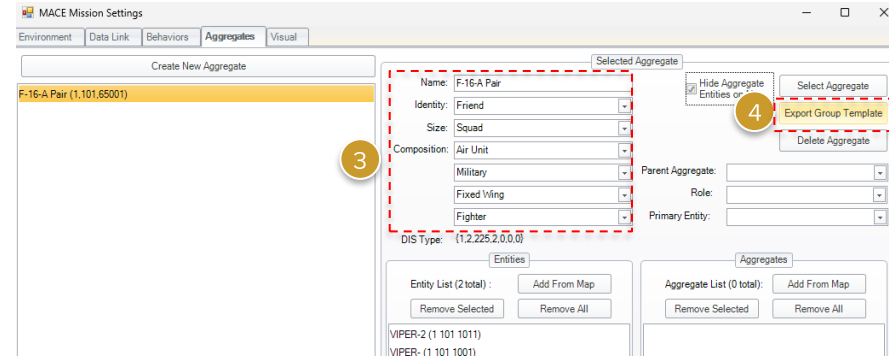 MACE Mission Settings
Environment Data Link Behaviors Aggregates Visual
Create New Aggregate
F-16-A Pair (1,101,65001)
Selected Aggregate
Name: F-16-A Pair
Identity: Friend
Size: Squad
Composition: Air Unit
Military
Fixed Wing
Fighter
DIS Type: {1,2,225,2,0,0,0}
3
Hide Aggregate
Entities on
Select Aggregate
4
Export Group Template
Delete Aggregate
Parent Aggregate:
Role:
Primary Entity:
Entities
Entity List (2 total) : Add From Map
Remove Selected Remove All
VIPER-2 (1 101 1011)
VIPER- (1 101 1001)
Aggregates
Aggregate List (0 total): Add From Map
Remove Selected Remove All